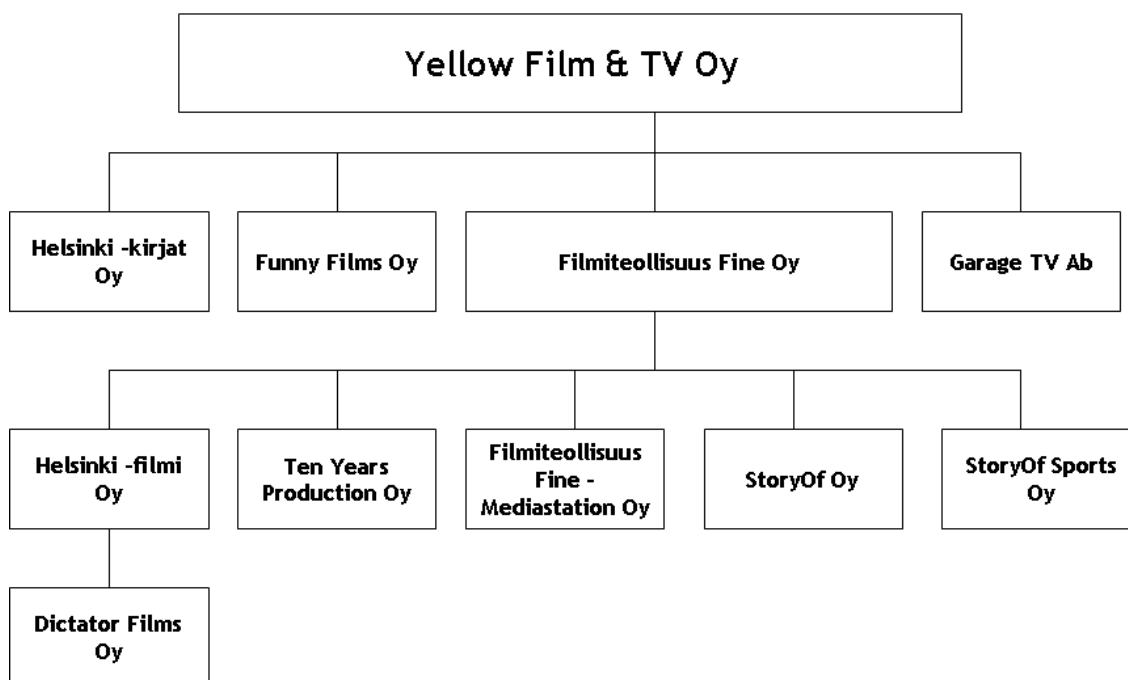 Yellow Film & TV Oy
Helsinki -kirjat
Oy
Funny Films Oy
Filmiteollisuus Fine Oy
Garage TV Ab
Helsinki -filmi
Oy
Ten Years
Production Oy
Filmiteollisuus
Fine -
Mediastation Oy
StoryOf Oy
StoryOf Sports
Oy
Dictator Films
Oy